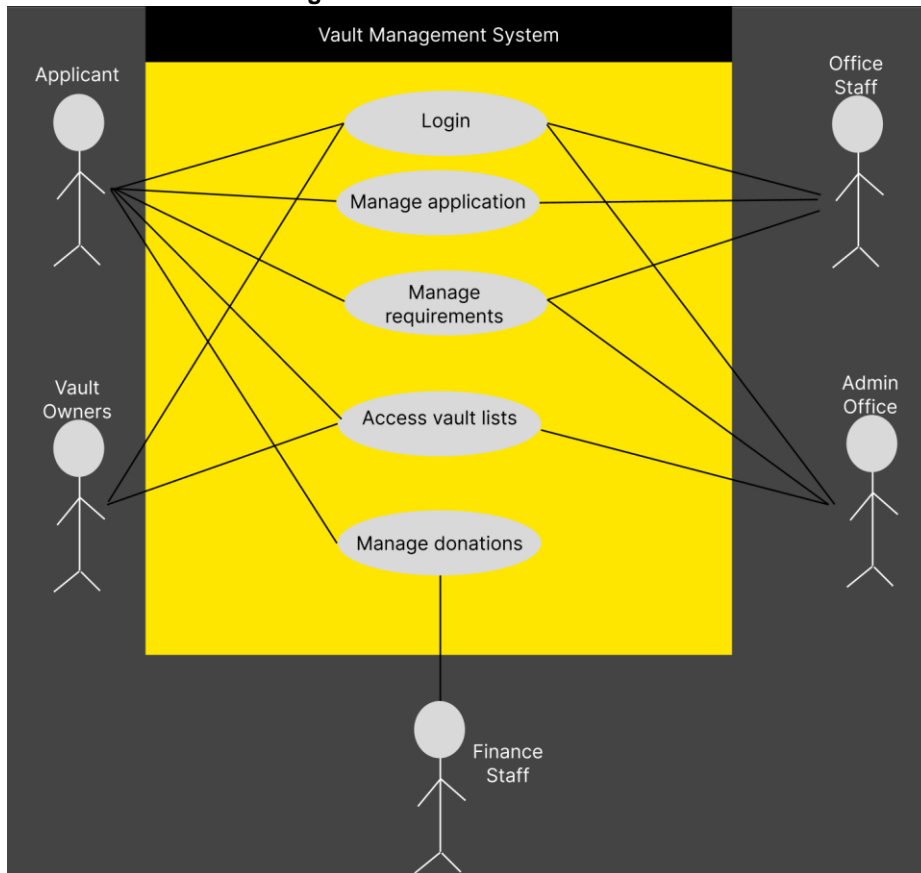 Vault Management System
Applicant
Office
Staff
Login
Manage application
Manage
requirements
Vault
Owners
Admin
Office
Access vault lists
Manage donations
Finance
Staff